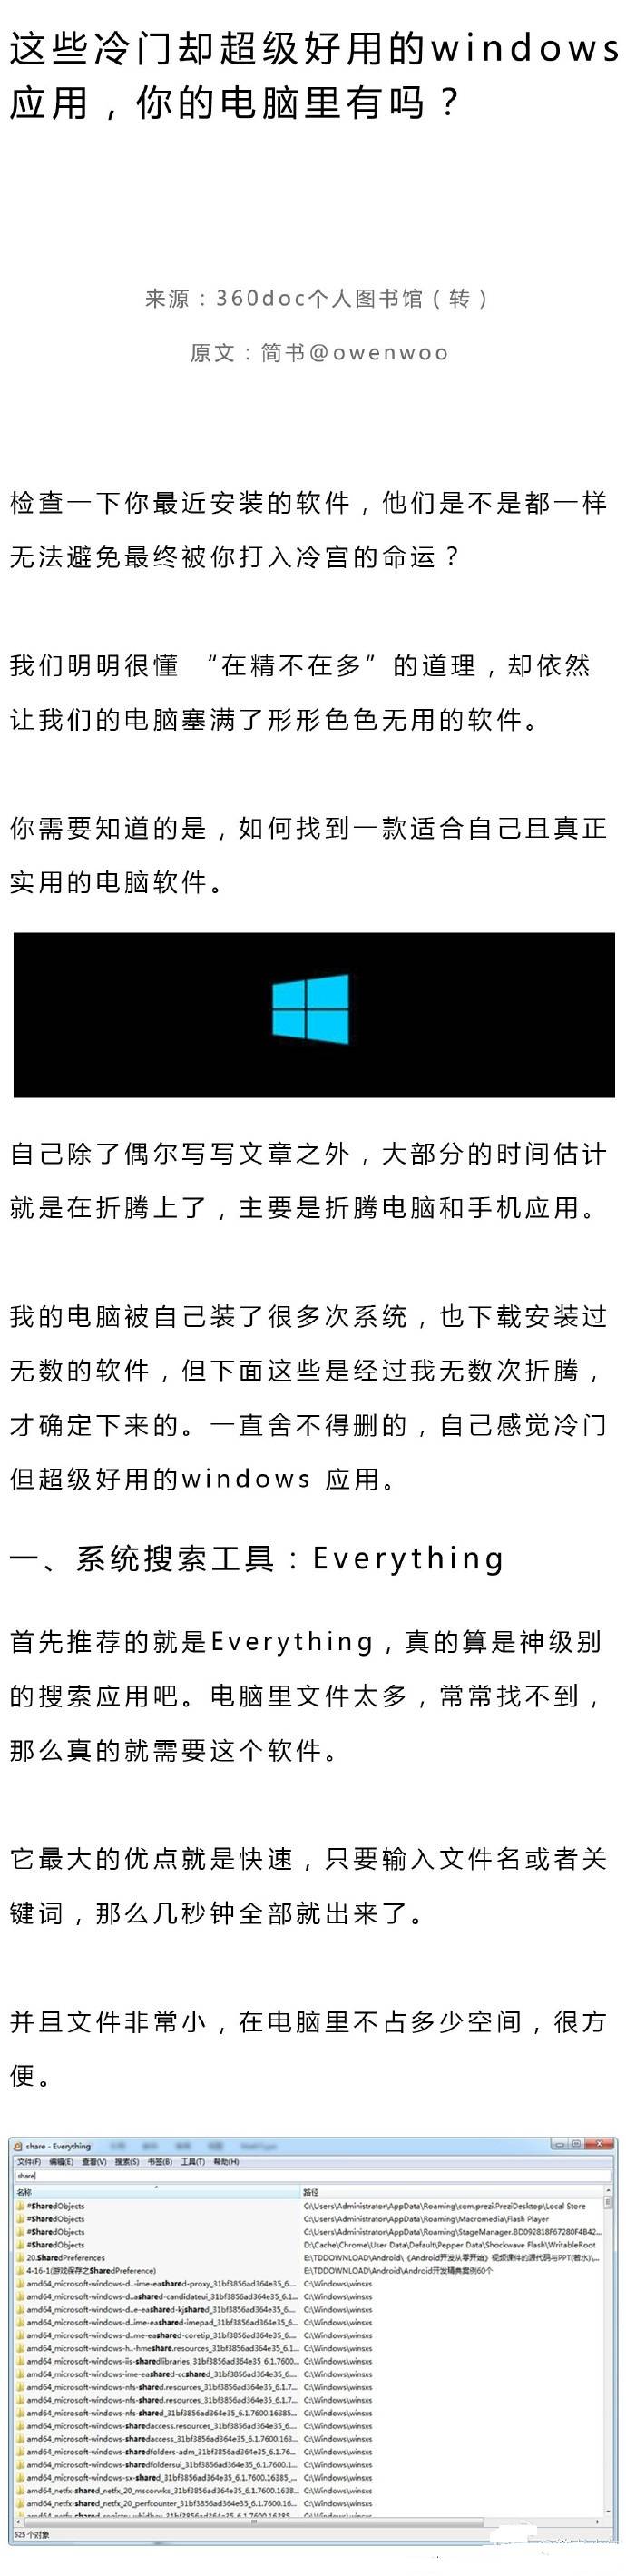 这些冷门却超级好用的windows
应用，你的电脑里有吗？
来源：360doc个人图书馆（转）
原文：简书@owenwoo
检查一下你最近安装的软件，他们是不是都一样
无法避免最终被你打入冷宫的命运？
我们明明很懂 “在精不在多”的道理，却依然
让我们的电脑塞满了形形色色无用的软件。
你需要知道的是，如何找到一款适合自己且真正
实用的电脑软件。
自己除了偶尔写写文章之外，大部分的时间估计
就是在折腾上了，主要是折腾电脑和手机应用。
我的电脑被自己装了很多次系统，也下载安装过
无数的软件，但下面这些是经过我无数次折腾，
才确定下来的。一直舍不得删的，自己感觉冷门
但超级好用的windows 应用。
一、系统搜索工具：Everything
首先推荐的就是Everything，真的算是神级别
的搜索应用吧。电脑里文件太多，常常找不到，
那么真的就需要这个软件。
它最大的优点就是快速，只要输入文件名或者关
键词，那么几秒钟全部就出来了。
并且文件非常小，在电脑里不占多少空间，很方
便。
share - Everything
文件(F) 编辑(E) 查看(V) 搜索(S) 书签(B) 工具(T) 帮助(H)
share
名称 路径
#SharedObjects C:\Users\Administrator\AppData\Roaming\com.prezi.PreziDesktop\Local Store
#SharedObjects C:\Users\Administrator\AppData\Roaming\Macromedia\Flash Player
#SharedObjects C:\Users\Administrator\AppData\Roaming\StageManager.BD092818F67280F4B42...
#SharedObjects D:\Cache\Chrome\User Data\Default\Pepper Data\Shockwave Flash\WritableRoot
20.SharedPreferences E:\TDDOWNLOAD\Android\《Android开发从零开始》视频课件的源代码与PPT(若水)\...
4-16-1(游戏保存之SharedPreference) E:\TDDOWNLOAD\Android\Android开发精典案例60个
amd64_microsoft-windows-d..-ime-eashared-proxy_31bf3856ad364e35_6.... C:\Windows\winsxs
amd64_microsoft-windows-d..ashared-candidateui_31bf3856ad364e35_6.1... C:\Windows\winsxs
amd64_microsoft-windows-d..e-eashared-kjshared_31bf3856ad364e35_6.... C:\Windows\winsxs
amd64_microsoft-windows-d..ime-eashared-imepad_31bf3856ad364e35_6... C:\Windows\winsxs
amd64_microsoft-windows-d..me-eashared-coretip_31bf3856ad364e35_6.... C:\Windows\winsxs
amd64_microsoft-windows-h..-hmeshare.resources_31bf3856ad364e35_6.1... C:\Windows\winsxs
amd64_microsoft-windows-iis-sharedlibraries_31bf3856ad364e35_6.1.7600... C:\Windows\winsxs
amd64_microsoft-windows-ime-eashared-ccshared_31bf3856ad364e35_6... C:\Windows\winsxs
amd64_microsoft-windows-nfs-shared.resources_31bf3856ad364e35_6.1.7... C:\Windows\winsxs
amd64_microsoft-windows-nfs-shared.resources_31bf3856ad364e35_6.1.7... C:\Windows\winsxs
amd64_microsoft-windows-nfs-shared_31bf3856ad364e35_6.1.7600.16385... C:\Windows\winsxs
amd64_microsoft-windows-sharedaccess.resources_31bf3856ad364e35_6... C:\Windows\winsxs
amd64_microsoft-windows-sharedaccess_31bf3856ad364e35_6.1.7600.163... C:\Windows\winsxs
amd64_microsoft-windows-sharedfolders-adm_31bf3856ad364e35_6.1.76... C:\Windows\winsxs
amd64_microsoft-windows-sharedfoldersui_31bf3856ad364e35_6.1.7600.1... C:\Windows\winsxs
amd64_microsoft-windows-sx-shared_31bf3856ad364e35_6.1.7600.16385_... C:\Windows\winsxs
amd64_netfx-shared_netfx_20_mscorwks_31bf3856ad364e35_6.1.7600.1638... C:\Windows\winsxs
amd64_netfx-shared_netfx_20_perfcounter_31bf3856ad364e35_6.1.7600.16... C:\Windows\winsxs
525 个对象